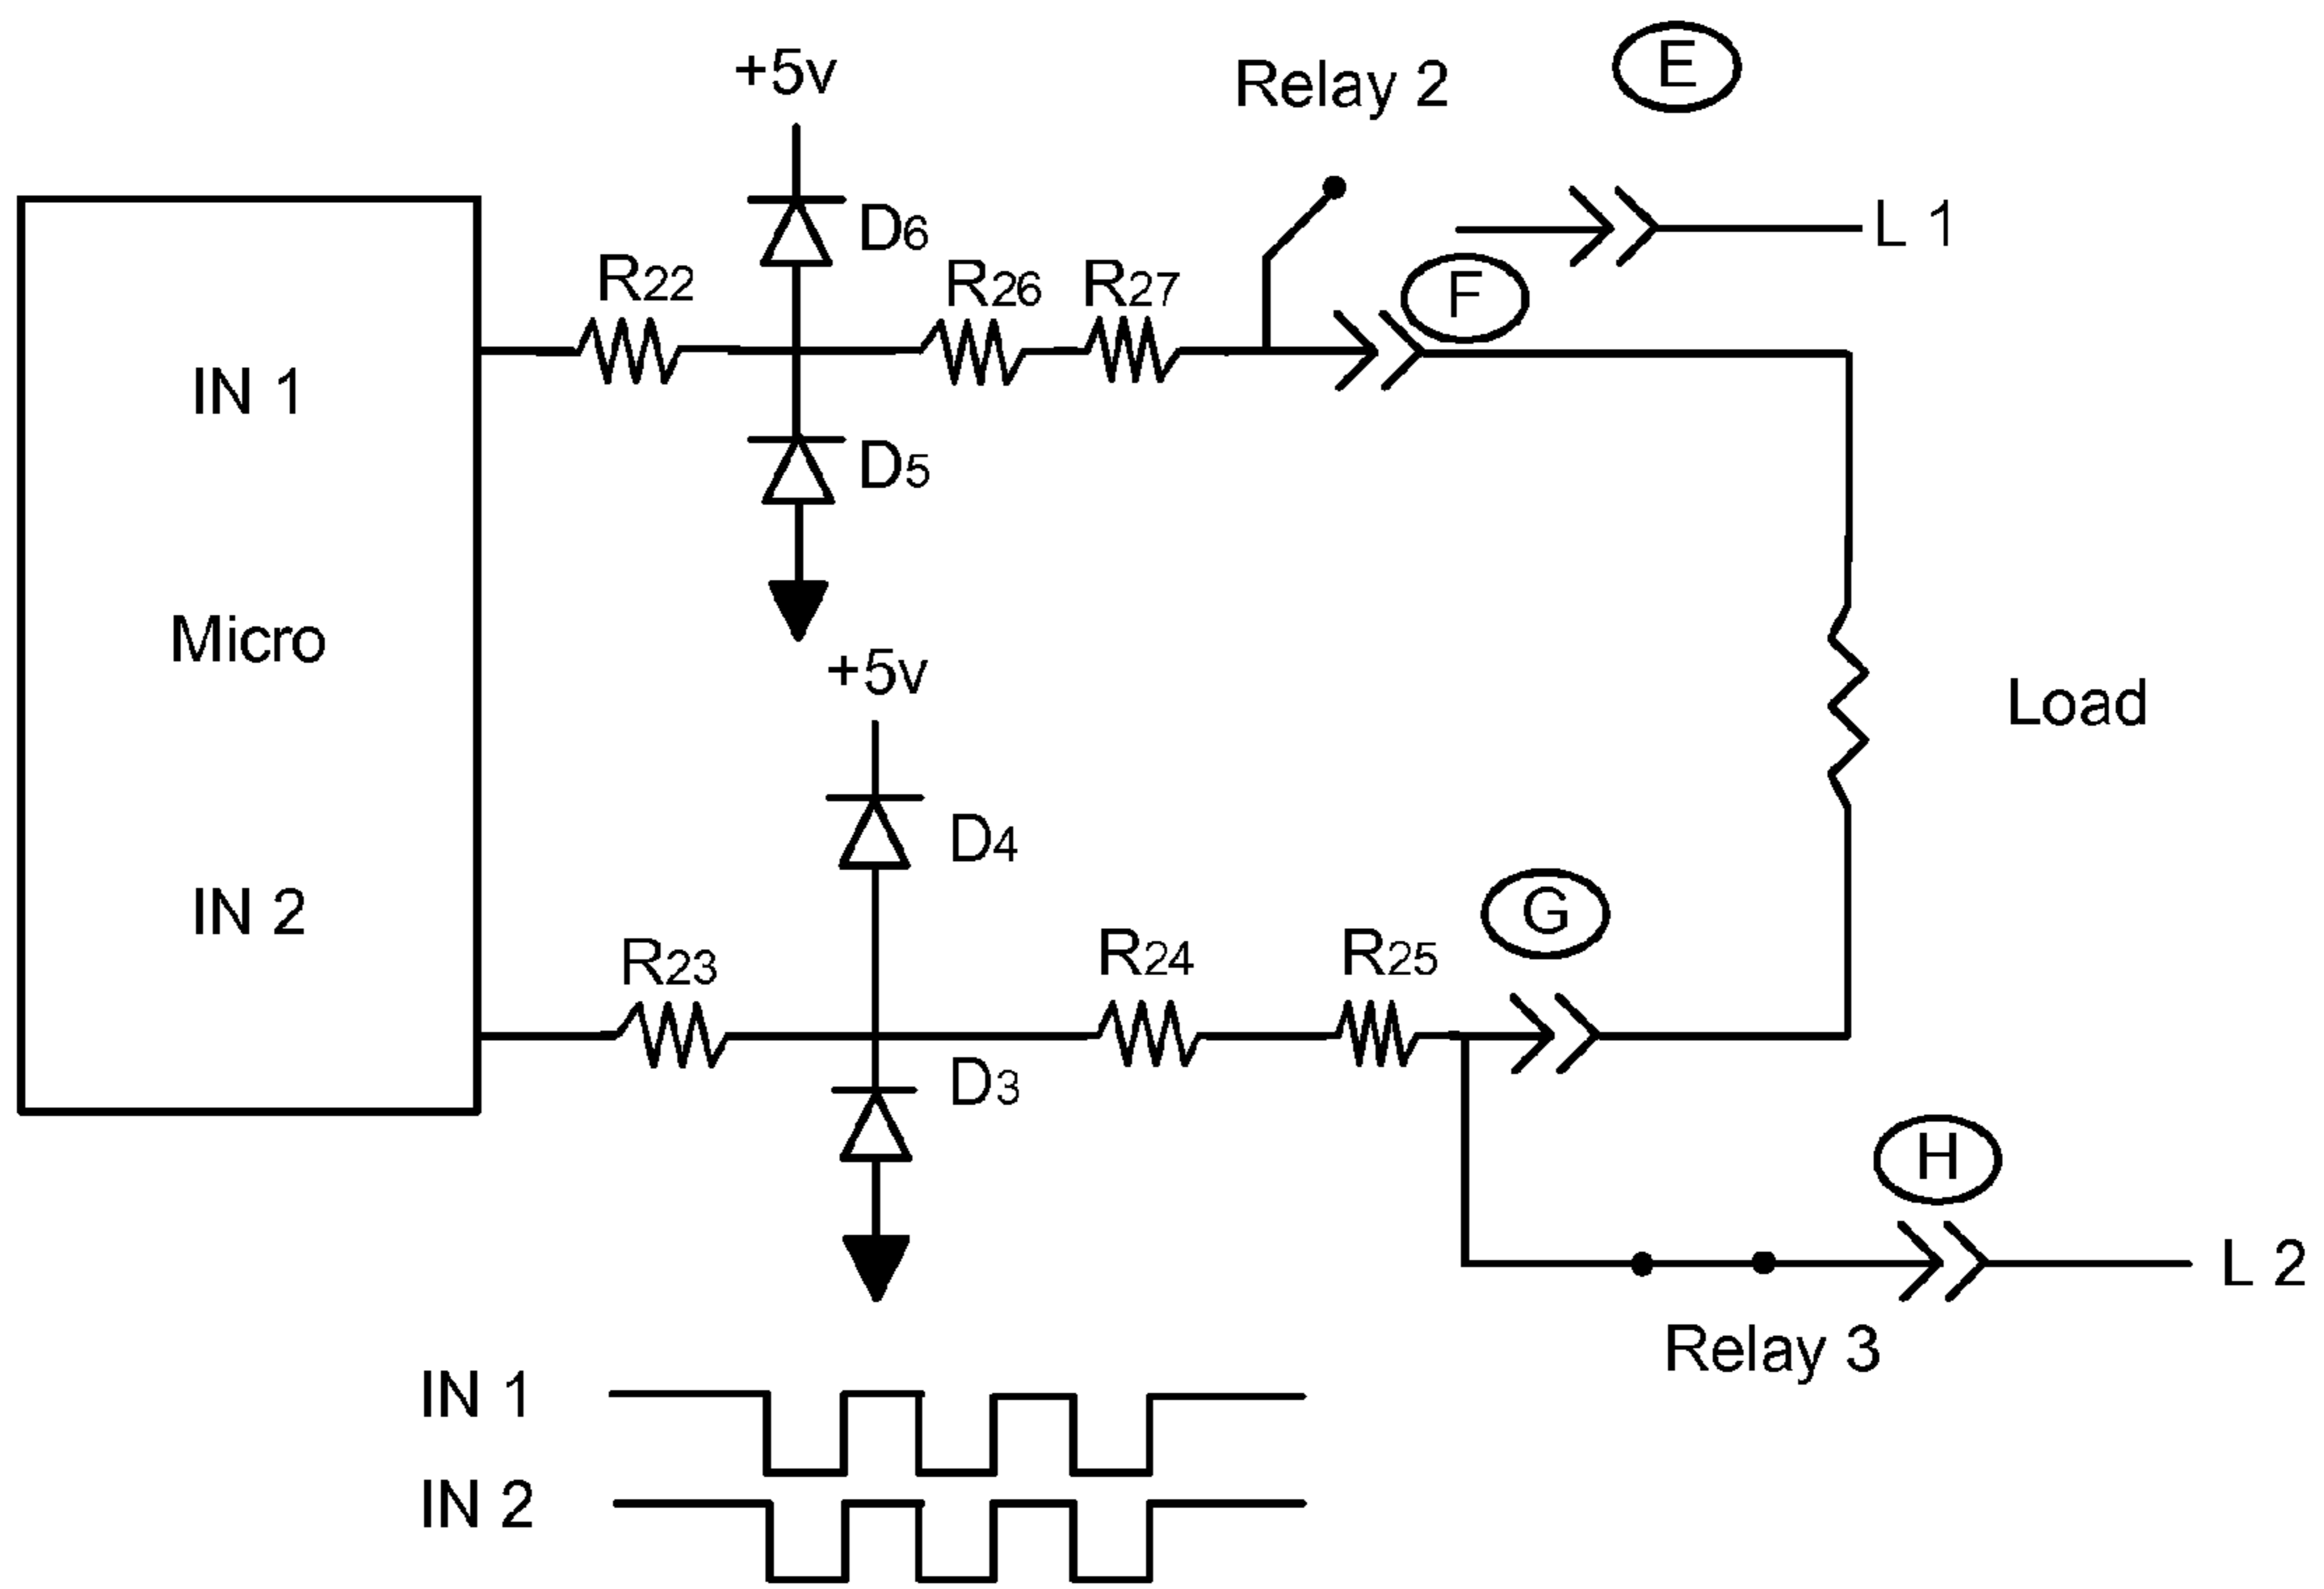 +5v
Relay 2
E
D6
L 1
R22
R26
R27
F
IN 1
D5
Micro
+5v
Load
D4
IN 2
G
R23
R24
R25
D3
H
L 2
Relay 3
IN 1
IN 2